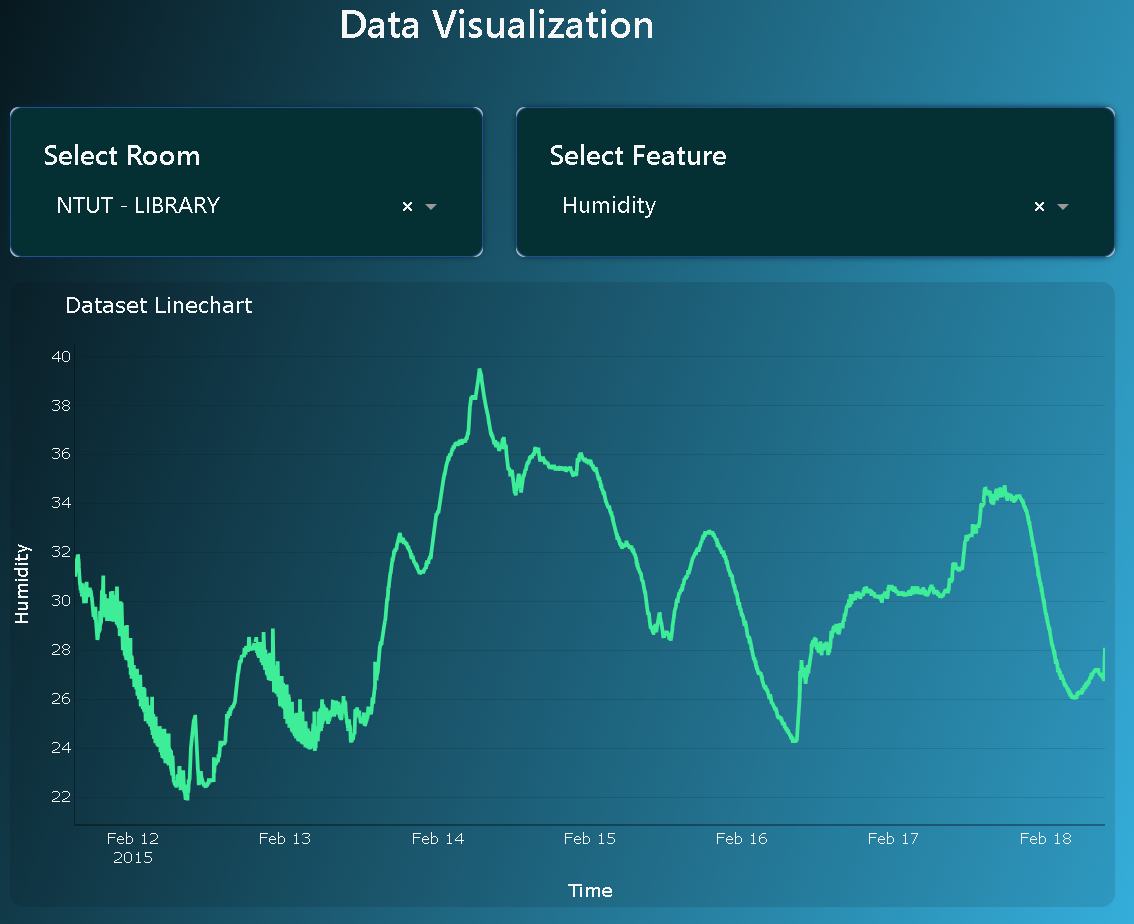 Data Visualization
Select Room
Select Feature
NTUT - LIBRARY × 
Humidity ×
Dataset Linechart
40
38
36
34
32
30
28
26
24
22
Humidity
Feb 12
2015
Feb 13
Feb 14
Feb 15
Feb 16
Feb 17
Feb 18
Time